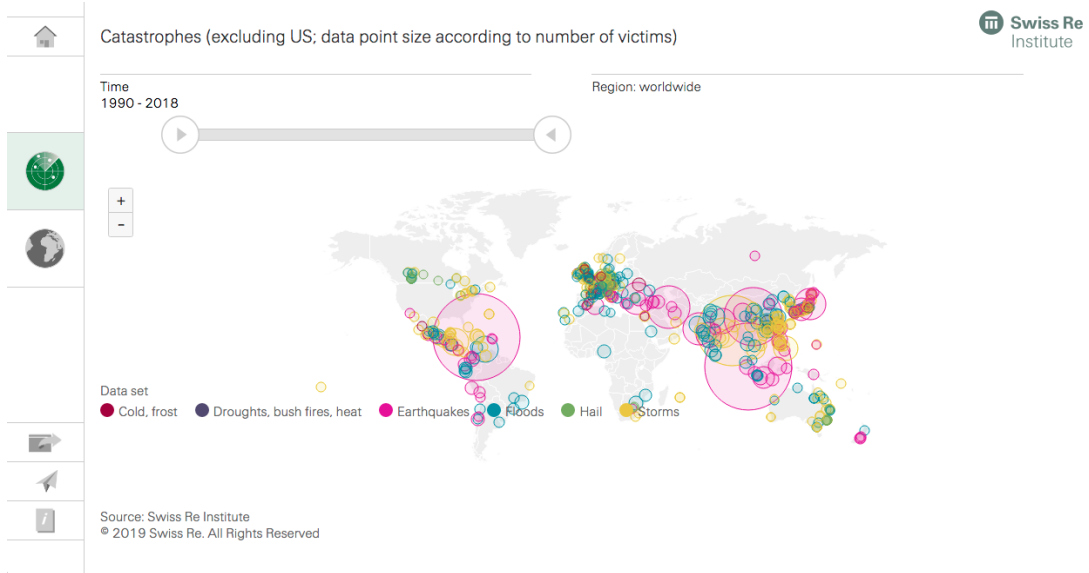 Catastrophes (excluding US; data point size according to number of victims)
Swiss Re
Institute
Time
1990 - 2018
Region: worldwide
+
-
Data set
Cold, frost
Droughts, bush fires, heat
Earthquakes
Floods
Hail
Storms
i
Source: Swiss Re Institute
© 2019 Swiss Re. All Rights Reserved